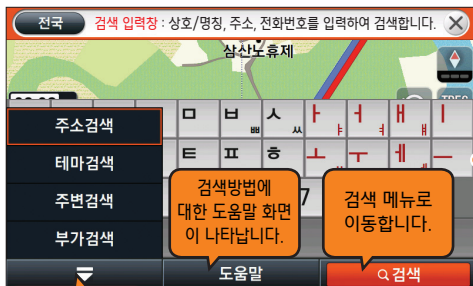 전국 검색 입력창 : 상호/명칭, 주소, 전화번호를 입력하여 검색합니다.
삼산노휴제
주소검색
테마검색
주변검색
부가검색
ㅁ ㅂ ㅃ ㅅ ㅆ ㅏ ㅑ ㅓ ㅕ ㅐ ㅒ ㅣ
ㅌ ㅍ ㅎ ㅗ ㅜ ㅔ ㅖ ㅡ
7
검색방법에
대한 도움말 화면
이 나타납니다.
검색 메뉴로
이동합니다.
도움말
검색